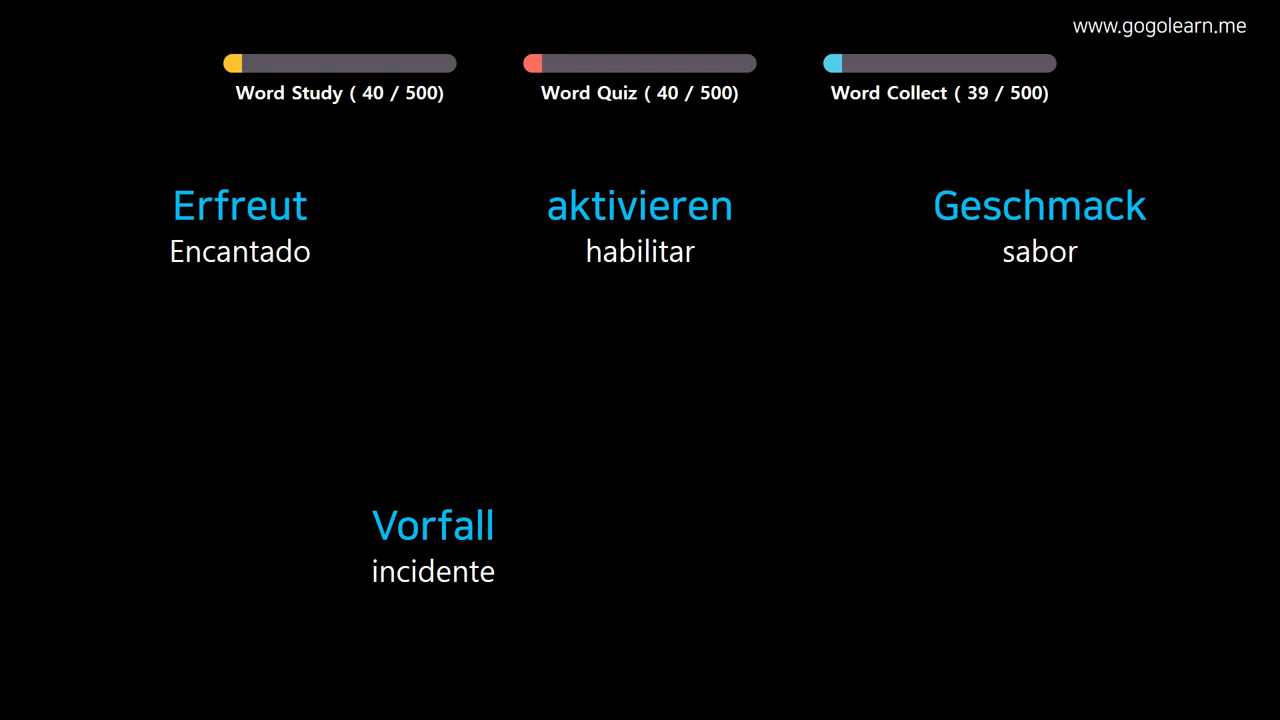 www.gogolearn.me
Word Study ( 40 / 500)
Word Quiz ( 40 / 500)
Word Collect ( 39 / 500)
Erfreut
Encantado
aktivieren
habilitar
Geschmack
sabor
Vorfall
incidente